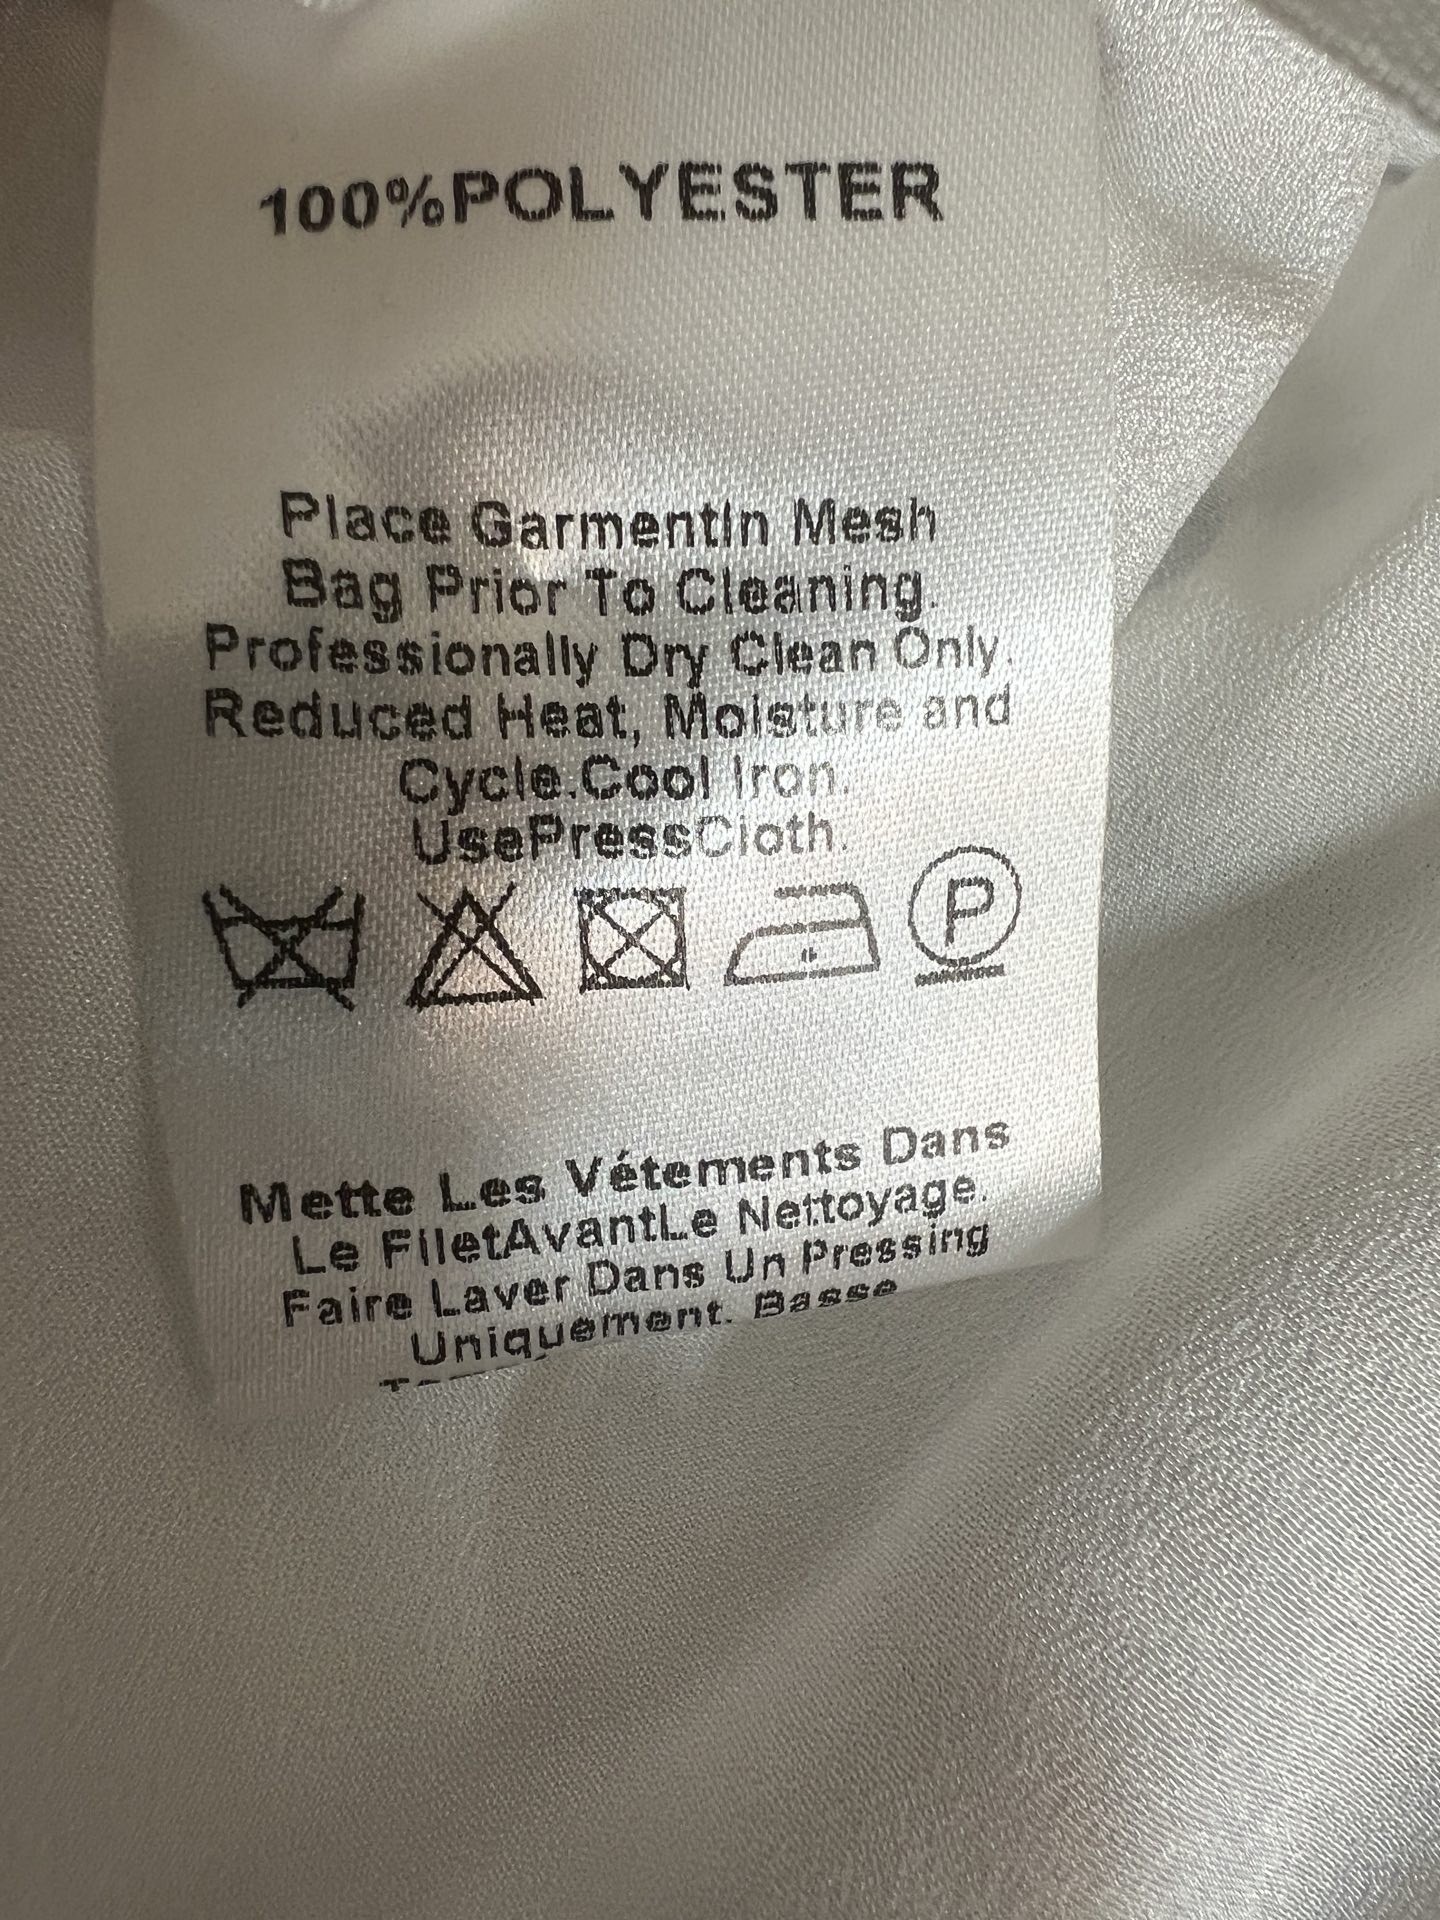 100%POLYESTER
Place GarmentIn Mesh
Bag Prior To Cleaning.
Professionally Dry Clean Only.
Reduced Heat, Moisture and
Cycle.Cool Iron.
UsePressCloth.
P
Mette Les Vétements Dans
Le FiletAvantLe Nettoyage.
Faire Laver Dans Un Pressing
Uniquement. Basse